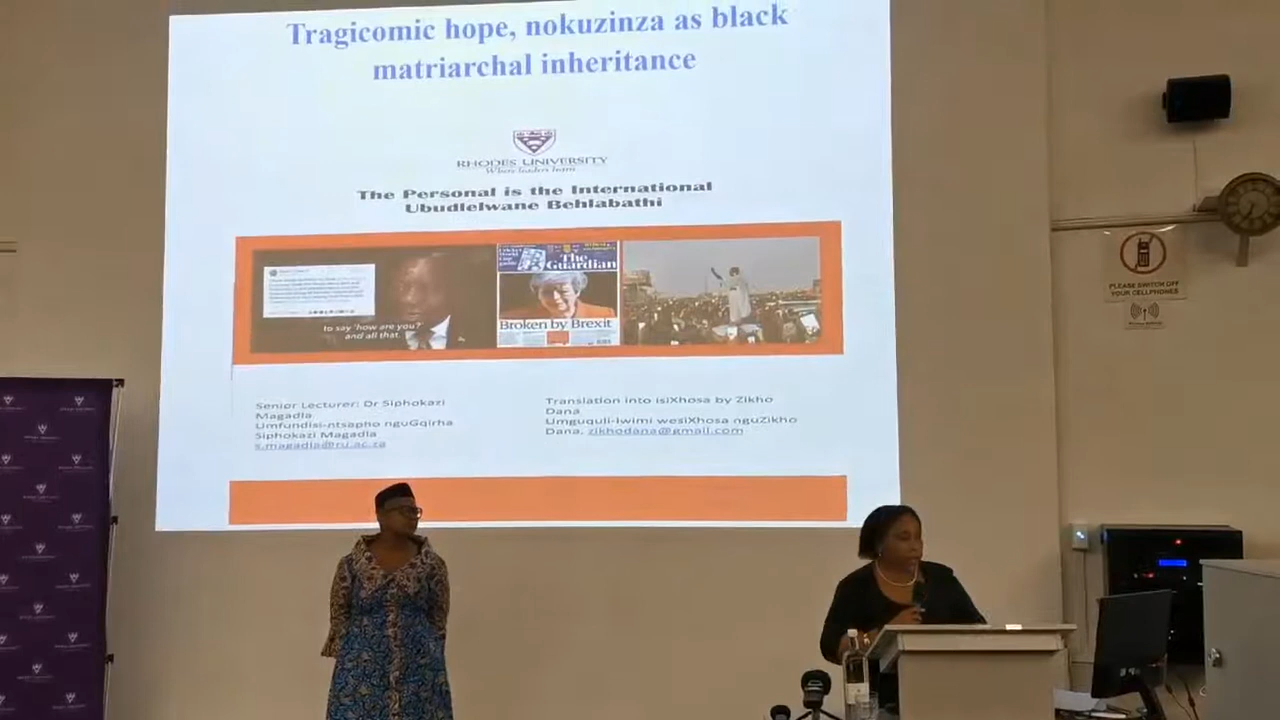 Tragicomic hope, nokuzinza as black
matriarchal inheritance
RHODES UNIVERSITY
Where leaders learn
The Personal is the International
Ubudlelwane Behlabathi
to say 'how are you?'
and all that.
The
Guardian
Broken by Brexit
Senior Lecturer: Dr Siphokazi
Magadla
Umfundisi-ntsapho nguGqirha
Siphokazi Magadla
s.magadla@ru.ac.za
Translation into isiXhosa by Zikho
Dana
Umguquli-lwimi wesiXhosa nguZikho
Dana. zikhodana@gmail.com
PLEASE SWITCH OFF
YOUR CELLPHONES